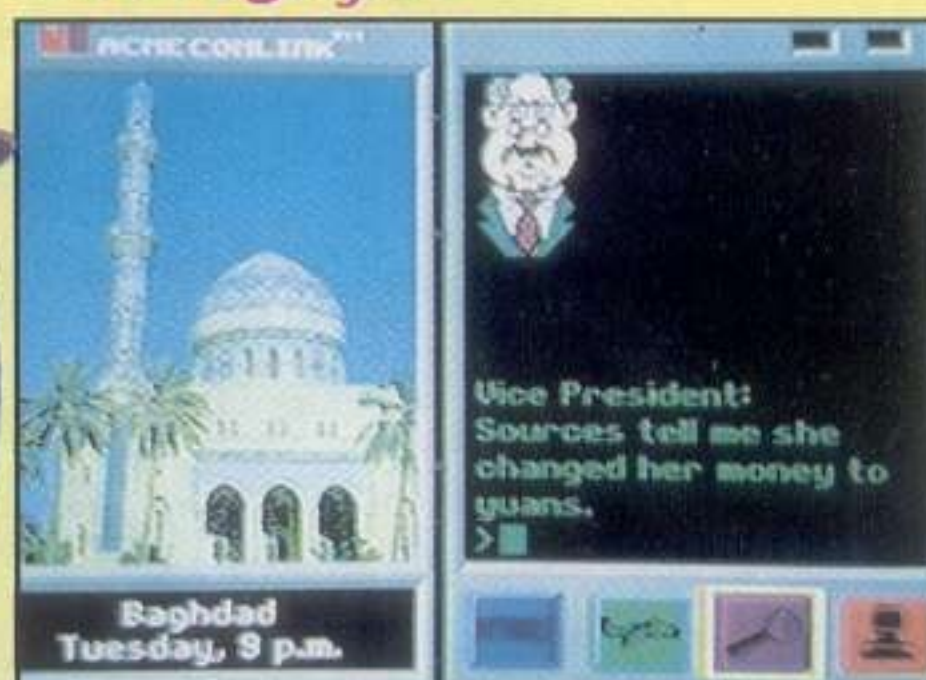 ACME COMLINK
Baghdad
Tuesday, 9 p.m.
Vice President:
Sources tell me she
changed her money to
yuans.
>